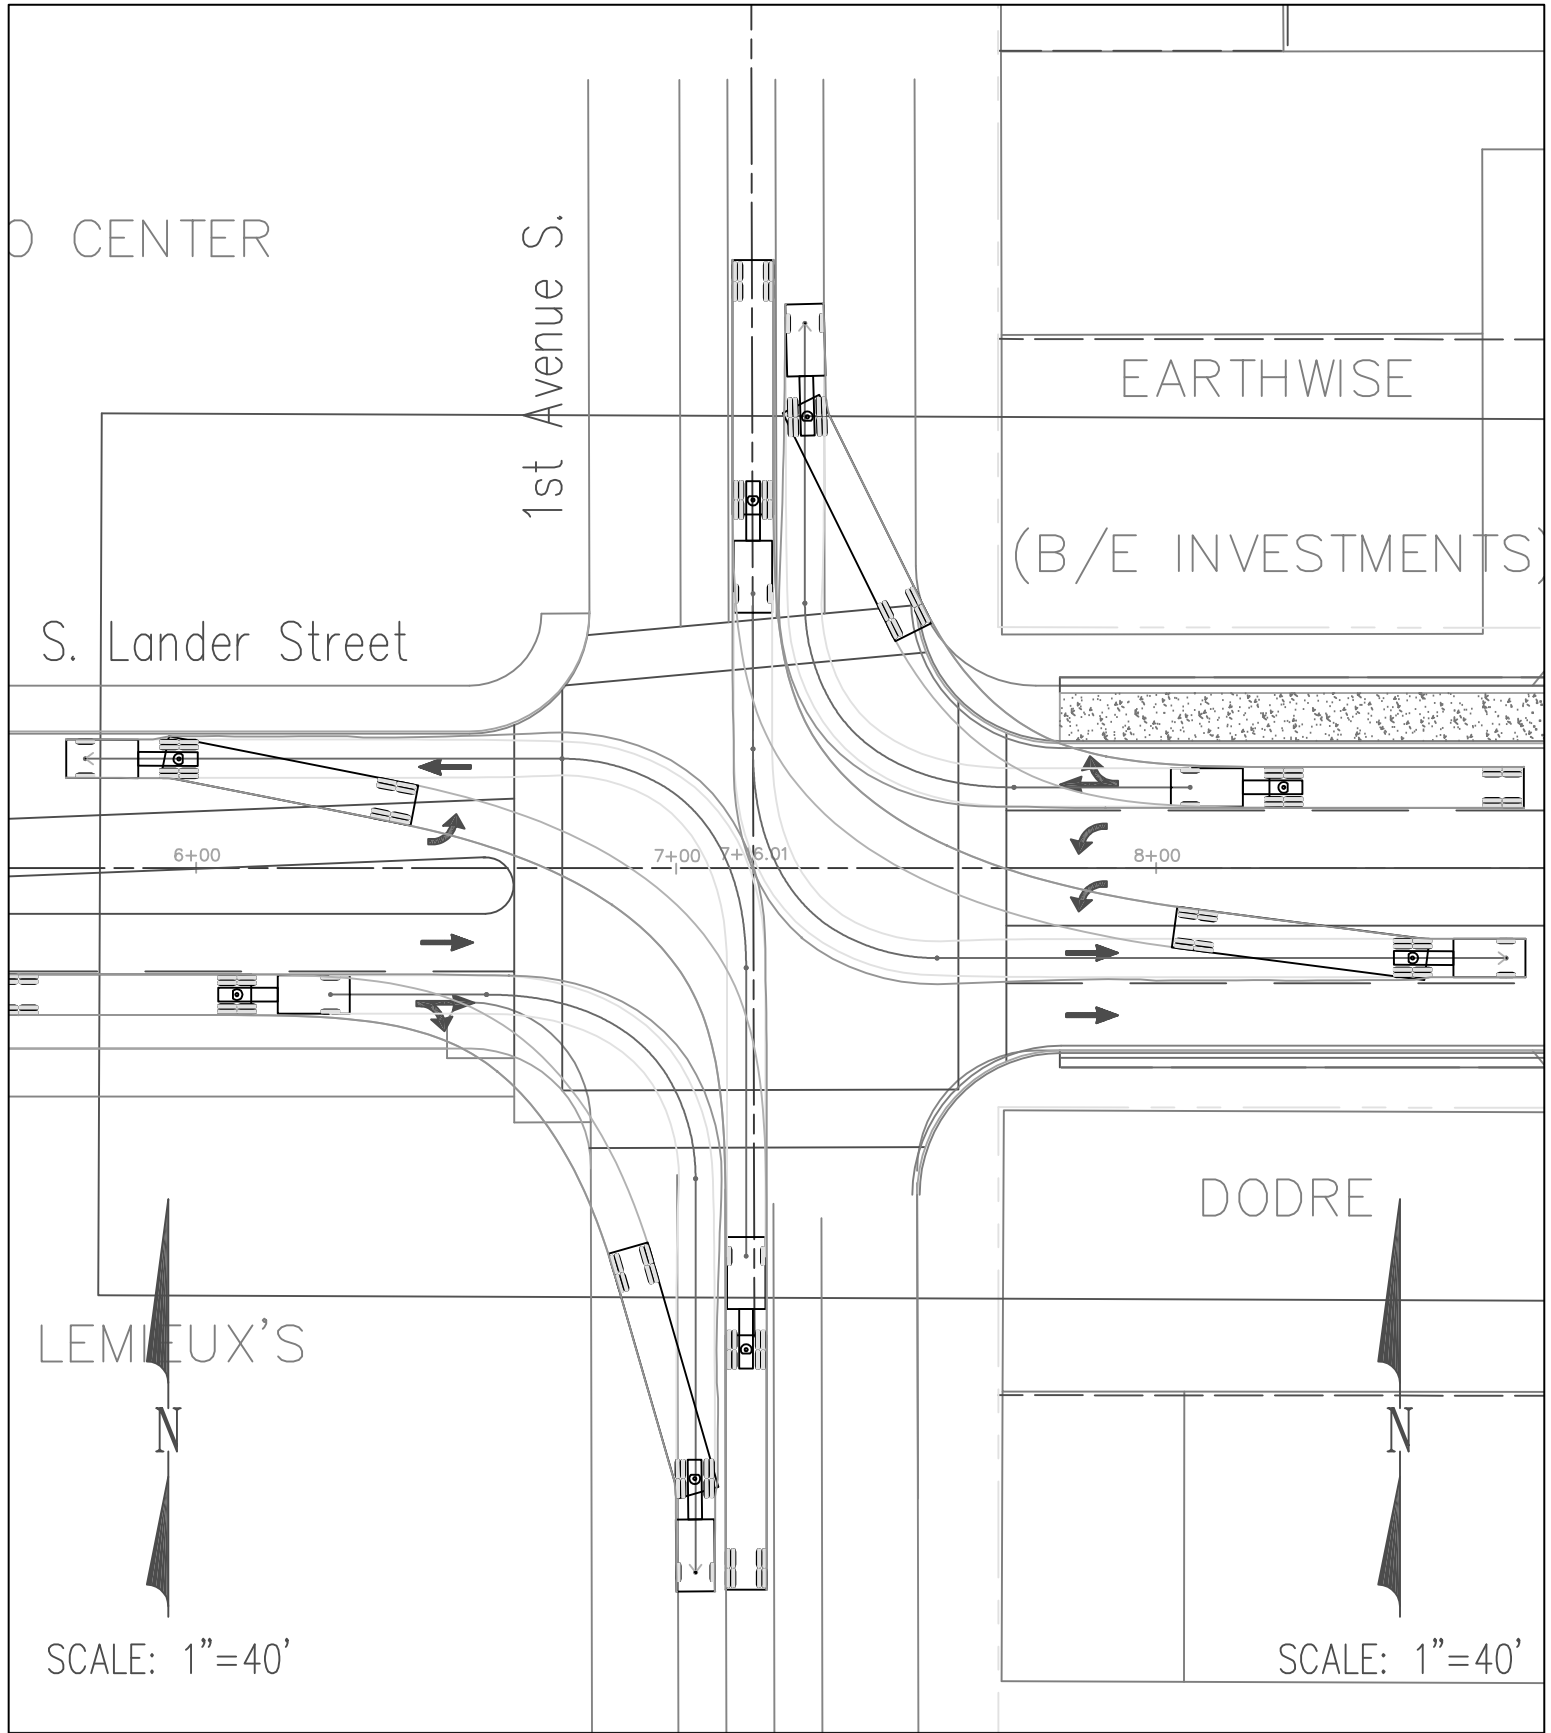 O CENTER
1st Avenue S.
EARTHWISE
(B/E INVESTMENTS)
S. Lander Street
6+00
7+00
7+16.01
8+00
DODRE
LEMIEUX'S
N
N
SCALE: 1"=40'
SCALE: 1"=40'